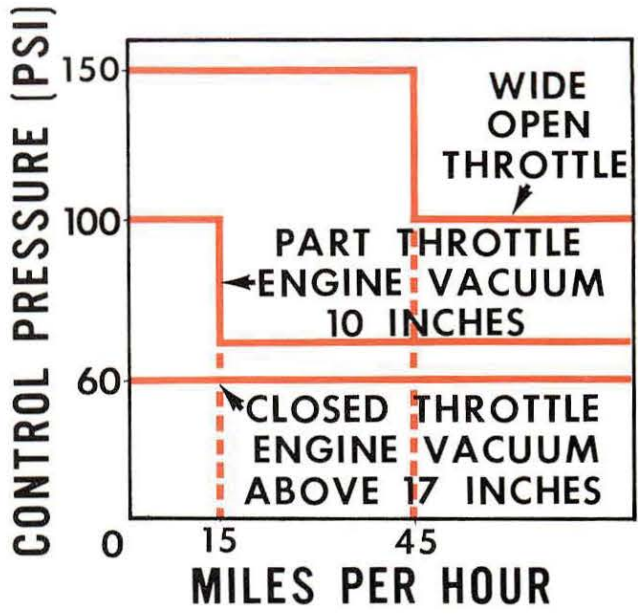 CONTROL PRESSURE (PSI)
150
WIDE
OPEN
THROTTLE
100
PART THROTTLE
ENGINE VACUUM
10 INCHES
60
CLOSED THROTTLE
ENGINE VACUUM
ABOVE 17 INCHES
0
15
45
MILES PER HOUR